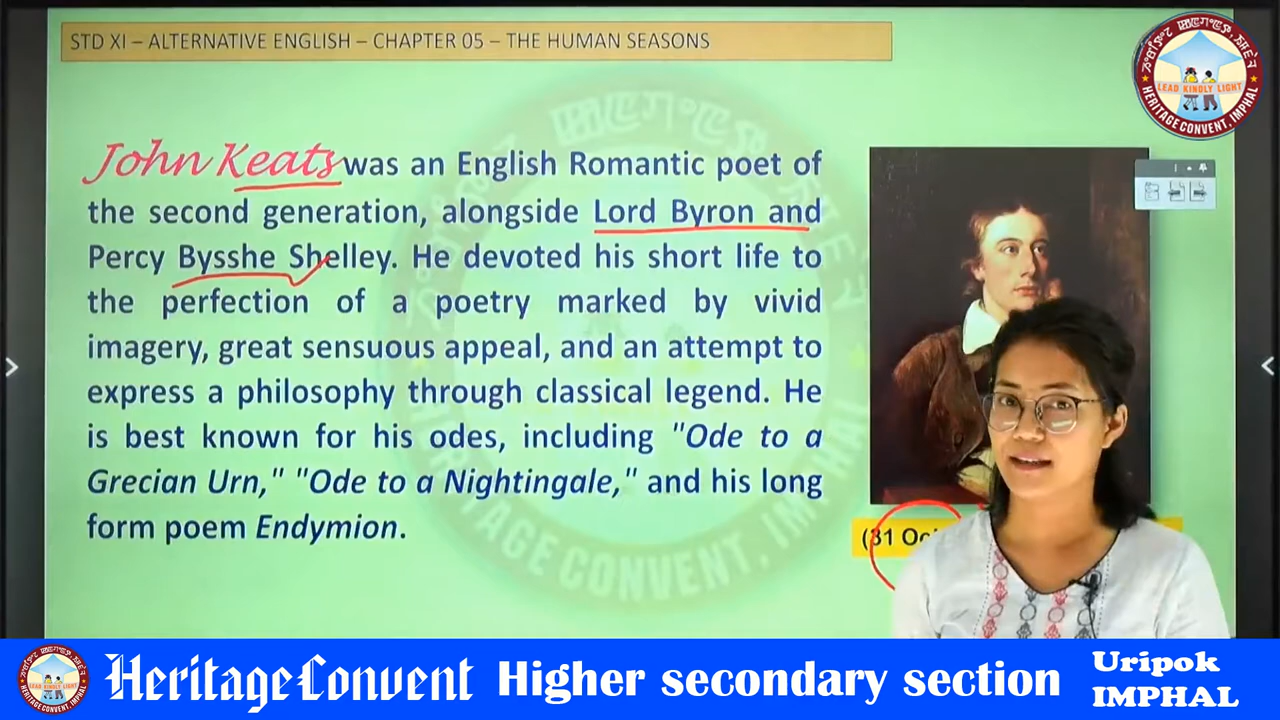 STD XI – ALTERNATIVE ENGLISH – CHAPTER 05 – THE HUMAN SEASONS
LEAD KINDLY LIGHT
HERITAGE CONVENT, IMPHAL
John Keats was an English Romantic poet of
the second generation, alongside Lord Byron and
Percy Bysshe Shelley. He devoted his short life to
the perfection of a poetry marked by vivid
imagery, great sensuous appeal, and an attempt to
express a philosophy through classical legend. He
is best known for his odes, including "Ode to a
Grecian Urn," "Ode to a Nightingale," and his long
form poem Endymion.
(31
Heritage Convent Higher secondary section
Uripok
IMPHAL